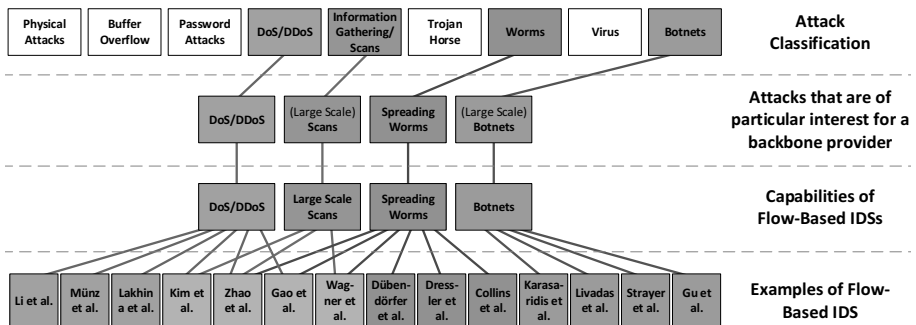 Physical
Attacks
Buffer
Overflow
Password
Attacks
DoS/DDoS
Information
Gathering/
Scans
Trojan
Horse
Worms
Virus
Botnets
Attack
Classification
DoS/DDoS
(Large Scale)
Scans
Spreading
Worms
(Large Scale)
Botnets
Attacks that are of
particular interest for a
backbone provider
DoS/DDoS
Large Scale
Scans
Spreading
Worms
Botnets
Capabilities of
Flow-Based IDSs
Li et al.
Münz
et al.
Lakhin
a et al.
Kim et
al.
Zhao
et al.
Gao et
al.
Wag-
ner et
al.
Düben-
dörfer et
al.
Dress-
ler et al.
Collins
et al.
Karasa-
ridis et
al.
Livadas
et al.
Strayer
et al.
Gu et
al.
Examples of Flow-
Based IDS